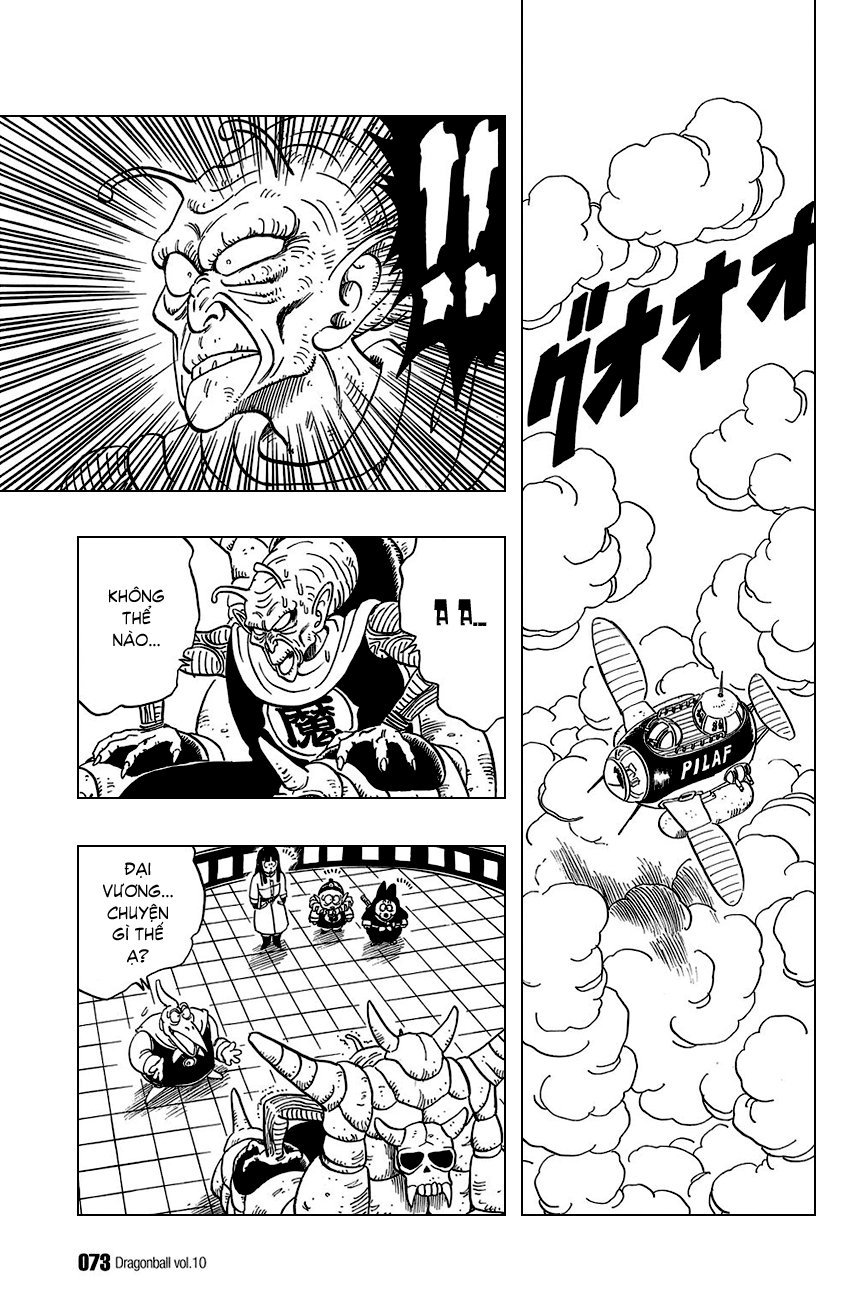 グオオオ
PILAF
!!
À À...
KHÔNG
THỂ
NÀO...
魔
ĐẠI
VƯƠNG...
CHUYỆN
GÌ THẾ
Ạ?
073 Dragonball vol.10